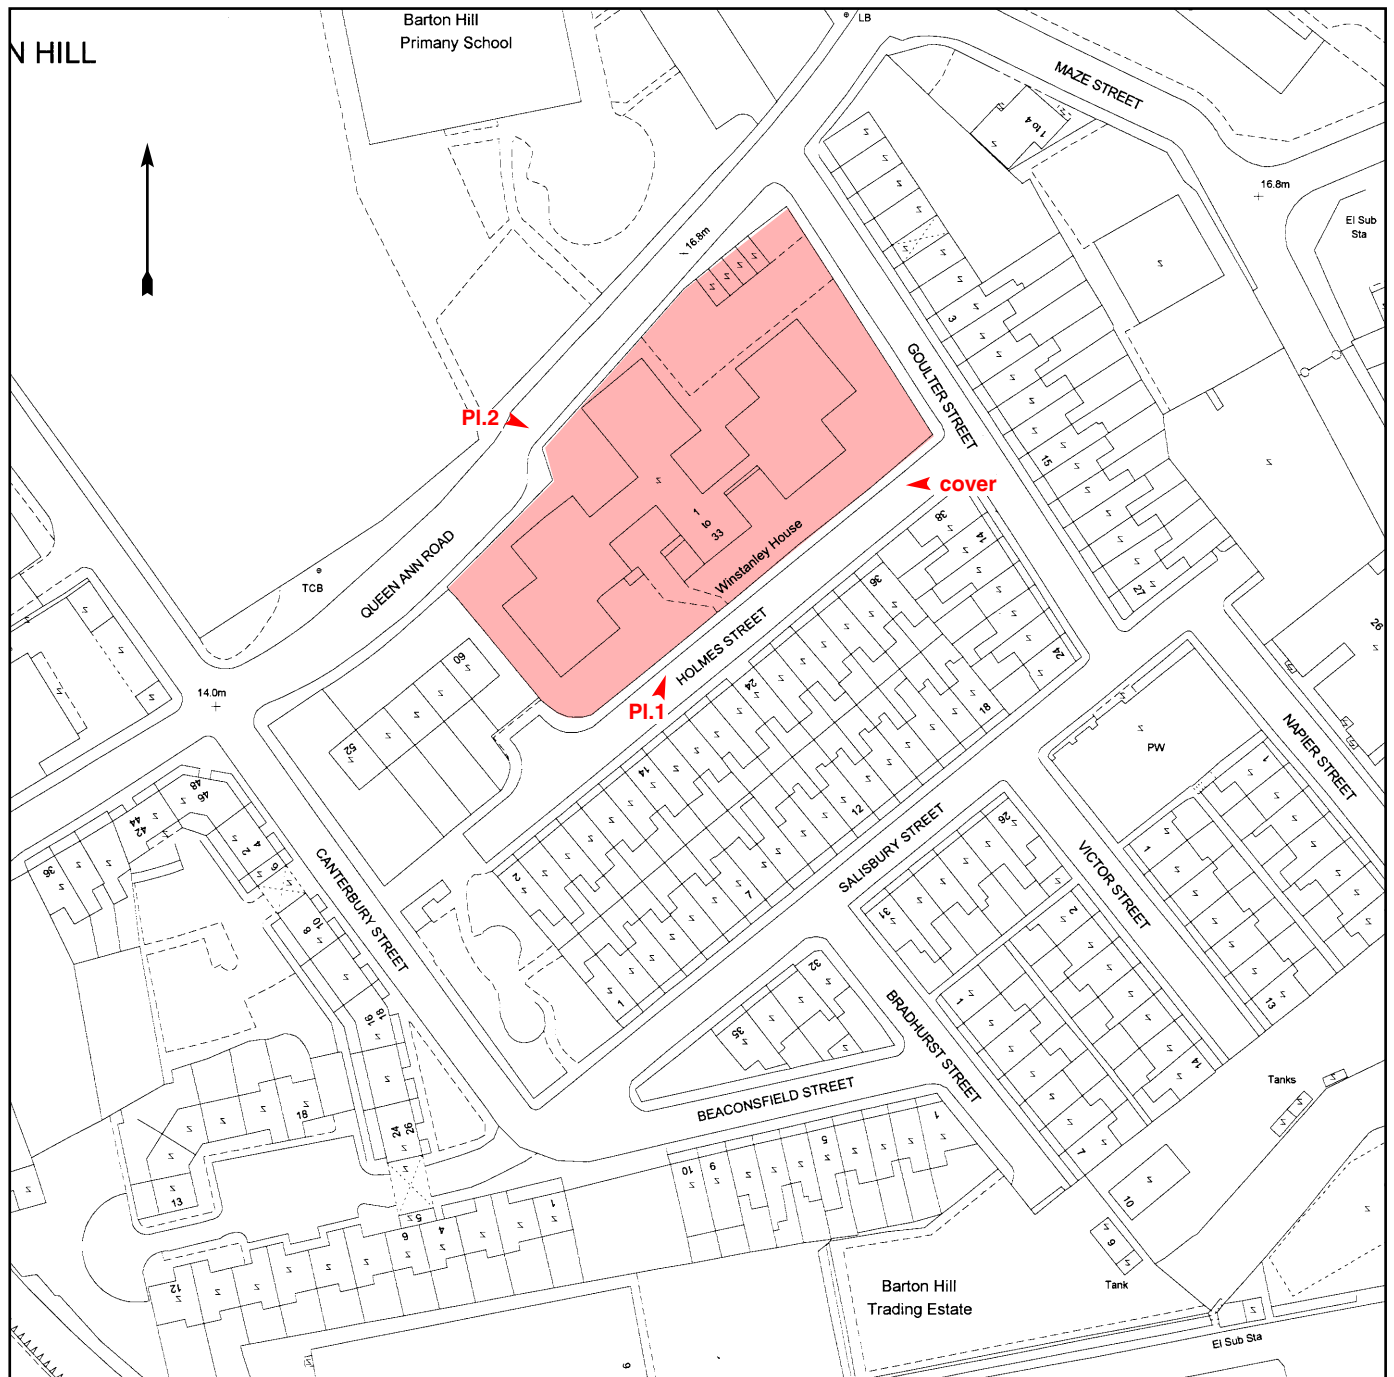 Barton Hill
Primany School
LB
N HILL
MAZE STREET
1 to 4
16.8m
El Sub
Sta
16.8m
3
GOULTER STREET
Pl.2
15
cover
38
14
1
to
33
Winstanley House
QUEEN ANN ROAD
TCB
36
27
26
HOLMES STREET
60
24
24
14.0m
Pl.1
18
52
PW
NAPIER STREET
14
1
48
46
44
42
12
26
SALISBURY STREET
VICTOR STREET
1
36
2
4
6
CANTERBURY STREET
2
7
31
2
10
8
32
1
1
13
BRADHURST STREET
18
16
35
14
BEACONSFIELD STREET
Tanks
18
24
26
1
5
9
10
7
13
10
1
5
4
6
9
12
Tank
Barton Hill
Trading Estate
El Sub Sta
9